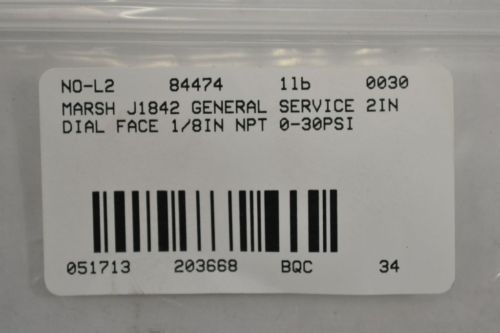 NO-L2 84474 1lb 0030
MARSH J1842 GENERAL SERVICE 2IN
DIAL FACE 1/8IN NPT 0-30PSI
051713 203668 BQC 34